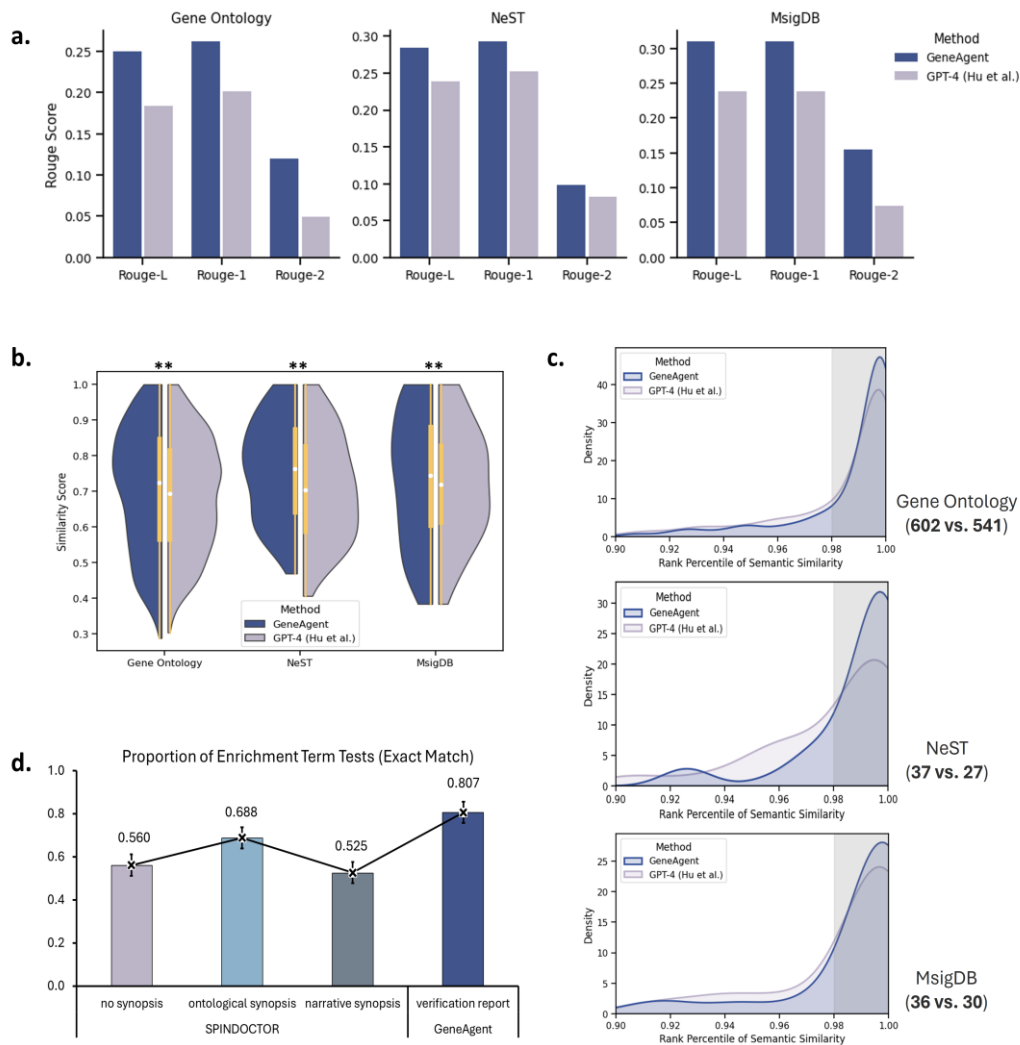 a.
Gene Ontology
NeST
MsigDB
Method
GeneAgent
GPT-4 (Hu et al.)
Rouge Score
0.25
0.20
0.15
0.10
0.05
0.00
Rouge-L
Rouge-1
Rouge-2
0.30
0.25
0.20
0.15
0.10
0.05
0.00
Rouge-L
Rouge-1
Rouge-2
0.30
0.25
0.20
0.15
0.10
0.05
0.00
Rouge-L
Rouge-1
Rouge-2
b.
**
**
**
Similarity Score
1.0
0.9
0.8
0.7
0.6
0.5
0.4
0.3
Method
GeneAgent
GPT-4 (Hu et al.)
Gene Ontology
NeST
MsigDB
c.
Method
GeneAgent
GPT-4 (Hu et al.)
Density
40
30
20
10
0
0.90
0.92
0.94
0.96
0.98
1.00
Rank Percentile of Semantic Similarity
Gene Ontology
(602 vs. 541)
Method
GeneAgent
GPT-4 (Hu et al.)
Density
30
25
20
15
10
5
0
0.90
0.92
0.94
0.96
0.98
1.00
Rank Percentile of Semantic Similarity
NeST
(37 vs. 27)
Method
GeneAgent
GPT-4 (Hu et al.)
Density
25
20
15
10
5
0
0.90
0.92
0.94
0.96
0.98
1.00
Rank Percentile of Semantic Similarity
MsigDB
(36 vs. 30)
d.
Proportion of Enrichment Term Tests (Exact Match)
1.0
0.8
0.6
0.4
0.2
0.0
0.560
0.688
0.525
0.807
no synopsis
ontological synopsis
narrative synopsis
verification report
SPINDOCTOR
GeneAgent